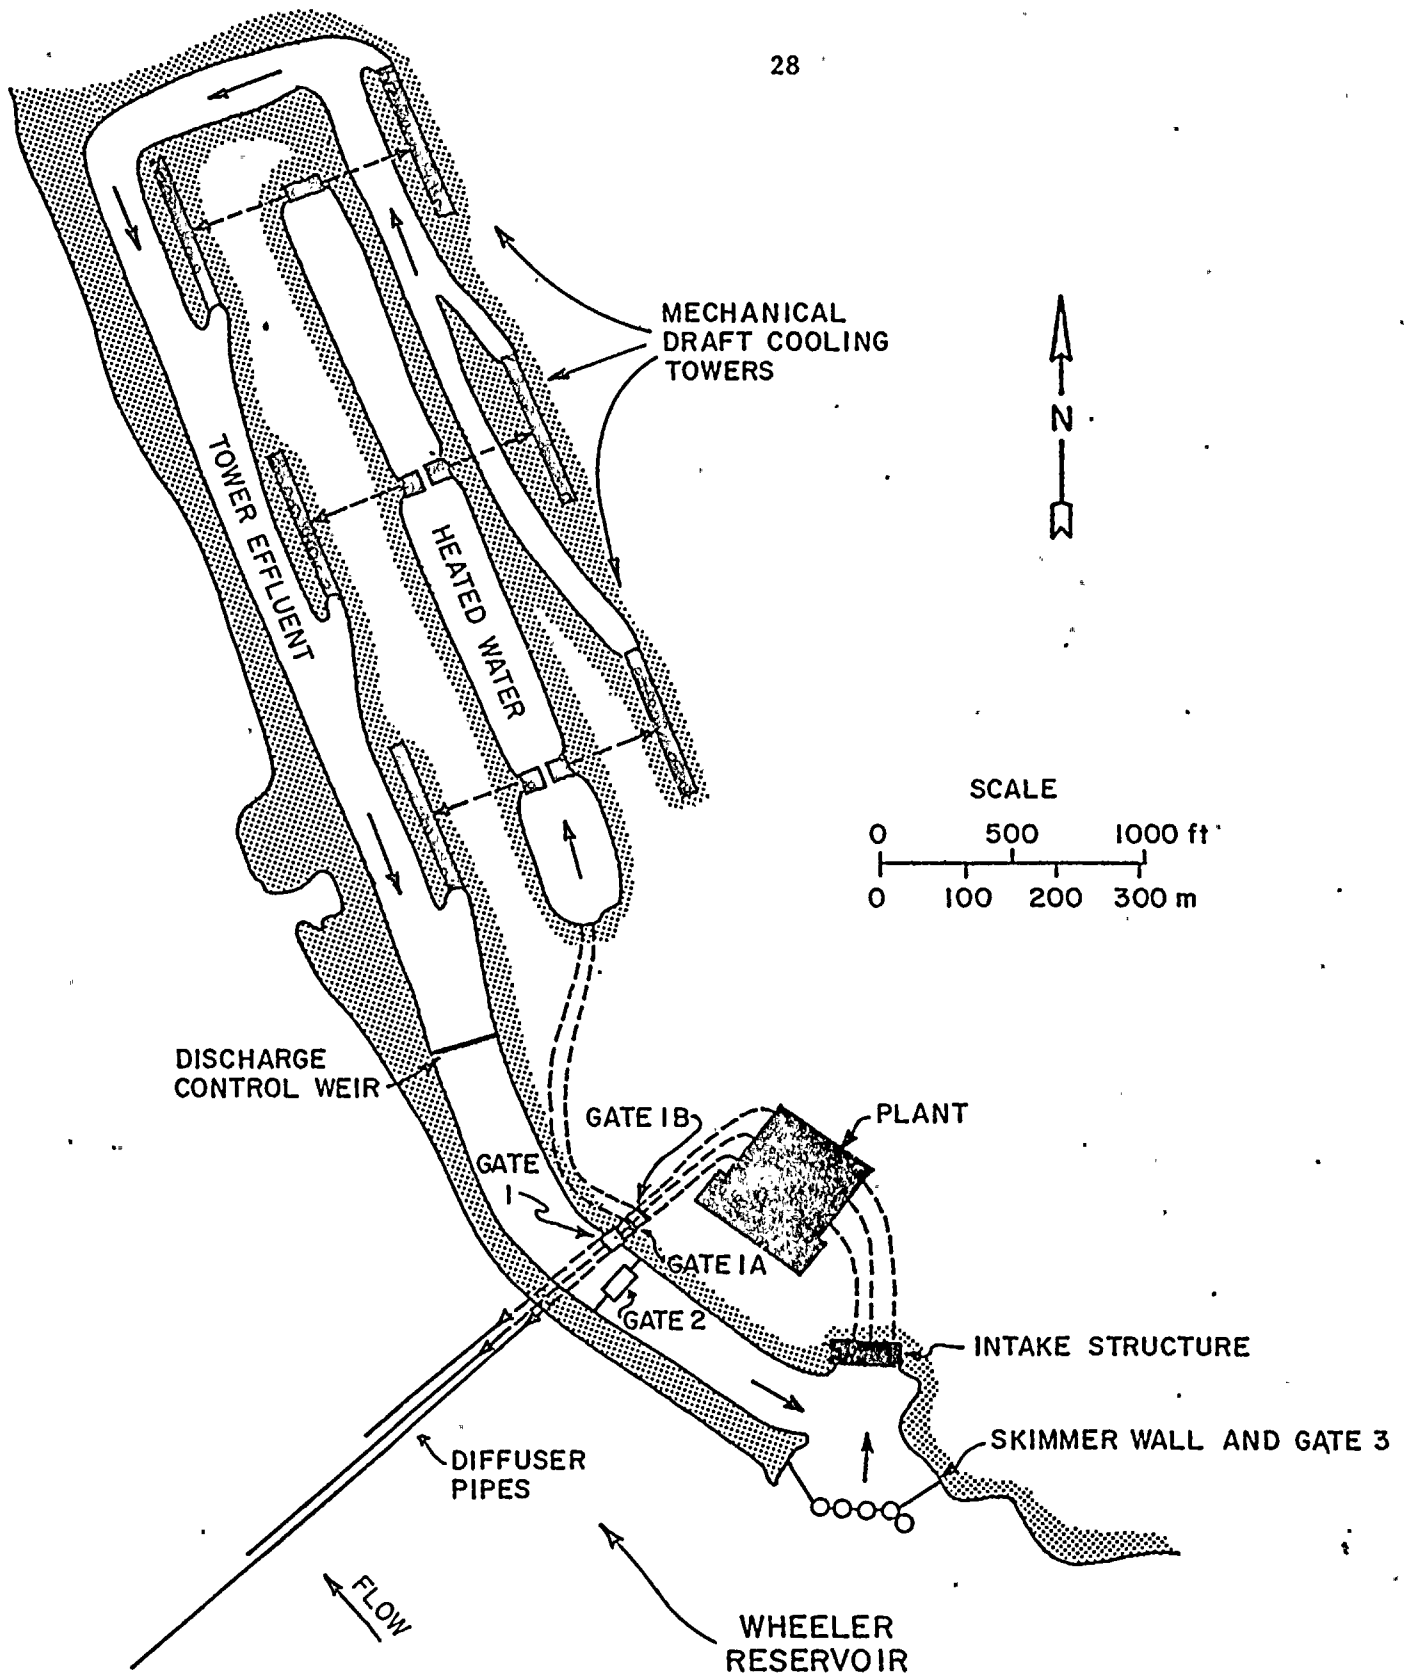 28
MECHANICAL
DRAFT COOLING
TOWERS
N
TOWER EFFLUENT
HEATED WATER
SCALE
0 500 1000 ft
0 100 200 300 m
DISCHARGE
CONTROL WEIR
GATE 1B
PLANT
GATE
1
GATE 1A
GATE 2
INTAKE STRUCTURE
SKIMMER WALL AND GATE 3
DIFFUSER
PIPES
FLOW
WHEELER
RESERVOIR